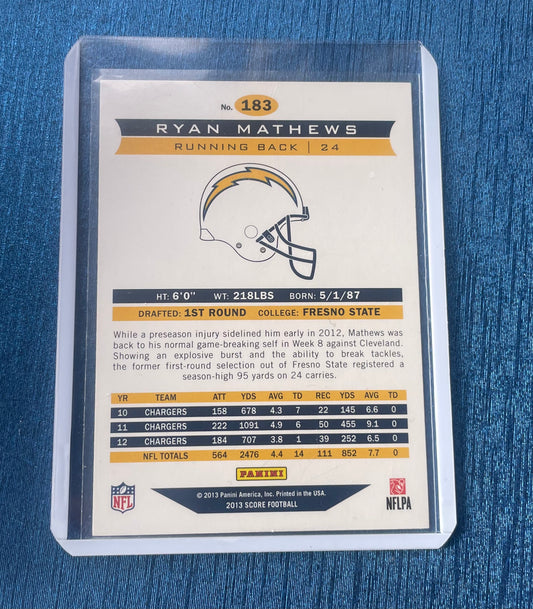 No. 183
RYAN MATHEWS
RUNNING BACK | 24
HT: 6'0" WT: 218LBS BORN: 5/1/87
DRAFTED: 1ST ROUND COLLEGE: FRESNO STATE
While a preseason injury sidelined him early in 2012, Mathews was
back to his normal game-breaking self in Week 8 against Cleveland.
Showing an explosive burst and the ability to break tackles,
the former first-round selection out of Fresno State registered a
season-high 95 yards on 24 carries.
YR TEAM ATT YDS AVG TD REC YDS AVG TD
10 CHARGERS 158 678 4.3 7 22 145 6.6 0
11 CHARGERS 222 1091 4.9 6 50 455 9.1 0
12 CHARGERS 184 707 3.8 1 39 252 6.5 0
NFL TOTALS 564 2476 4.4 14 111 852 7.7 0
PANINI
© 2013 Panini America, Inc. Printed in the USA.
2013 SCORE FOOTBALL
NFL
NFLPA